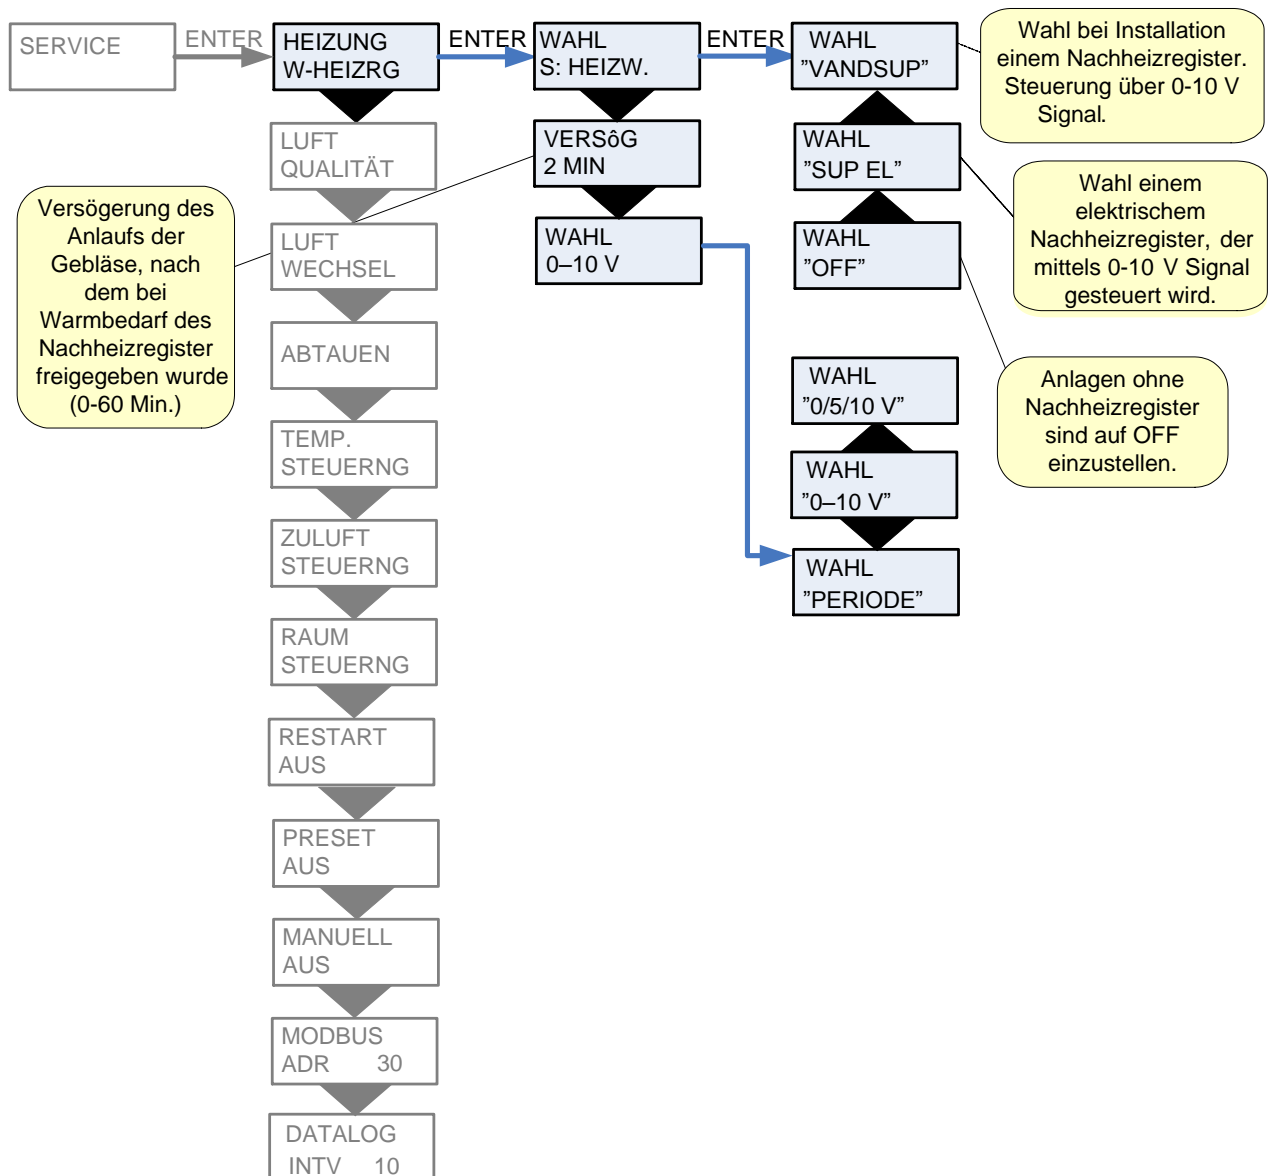 SERVICE
ENTER
HEIZUNG
W-HEIZRG
ENTER
WAHL
S: HEIZW.
ENTER
WAHL
"VANDSUP"
Wahl bei Installation
einem Nachheizregister.
Steuerung über 0-10 V
Signal.
LUFT
QUALITÄT
VERSôG
2 MIN
WAHL
"SUP EL"
Wahl einem
elektrischem
Nachheizregister, der
mittels 0-10 V Signal
gesteuert wird.
Versögerung des
Anlaufs der
Gebläse, nach
dem bei
Warmbedarf des
Nachheizregister
freigegeben wurde
(0-60 Min.)
LUFT
WECHSEL
WAHL
0–10 V
WAHL
"OFF"
ABTAUEN
Anlagen ohne
Nachheizregister
sind auf OFF
einzustellen.
WAHL
"0/5/10 V"
TEMP.
STEUERNG
WAHL
"0–10 V"
ZULUFT
STEUERNG
WAHL
"PERIODE"
RAUM
STEUERNG
RESTART
AUS
PRESET
AUS
MANUELL
AUS
MODBUS
ADR 30
DATALOG
INTV 10